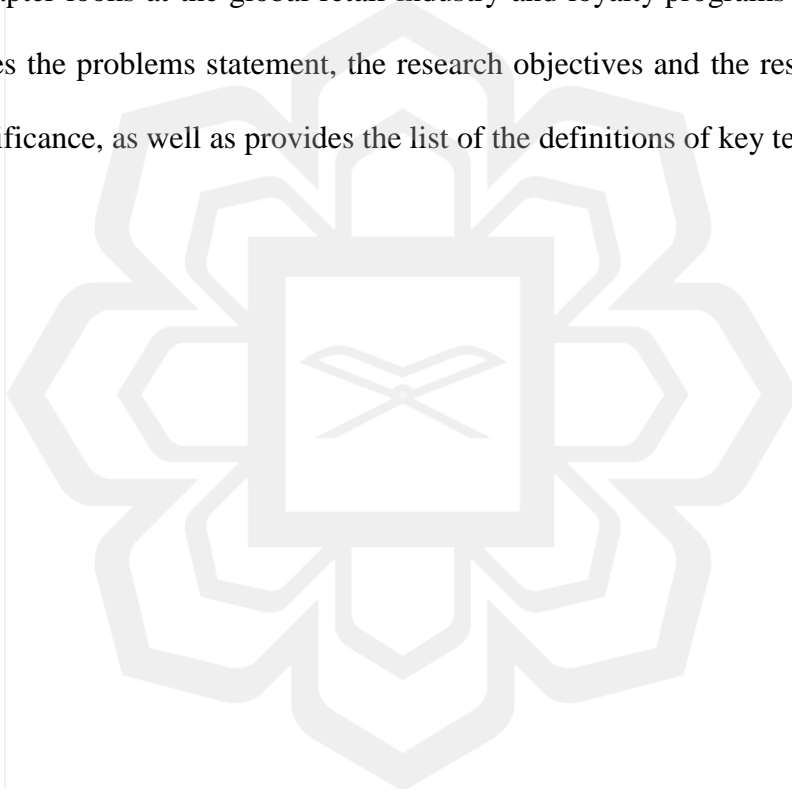 pter looks at the global retail industry and loyalty programs
es the problems statement, the research objectives and the res
ificance, as well as provides the list of the definitions of key te